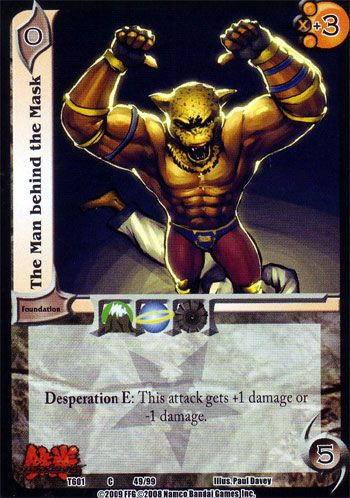 0
x+3
The Man behind the Mask
Foundation
Desperation E: This attack gets +1 damage or
-1 damage.
5
T601 C 49/99 Illus. Paul Davey
©2009 FFG ©2008 Namco Bandai Games, Inc.